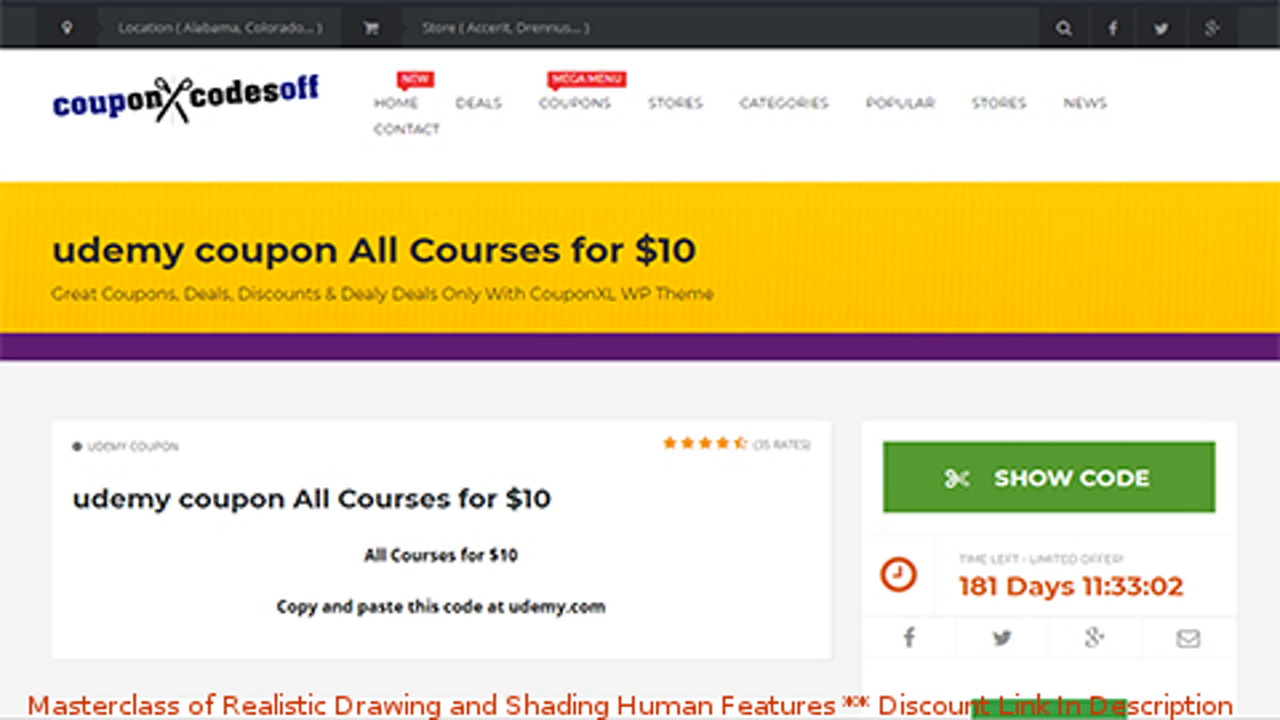 Location ( Alabama, Colorado... ) Store ( Accerit, Drennus... )
NEW MEGA MENU
couponXcodesoff
HOME DEALS COUPONS STORES CATEGORIES POPULAR STORES NEWS
CONTACT
udemy coupon All Courses for $10
Great Coupons, Deals, Discounts & Dealy Deals Only With CouponXL WP Theme
UDEMY COUPON (35 RATES)
udemy coupon All Courses for $10
All Courses for $10
Copy and paste this code at udemy.com
SHOW CODE
TIME LEFT - LIMITED OFFER!
181 Days 11:33:02
Masterclass of Realistic Drawing and Shading Human Features ** Discount Link In Description